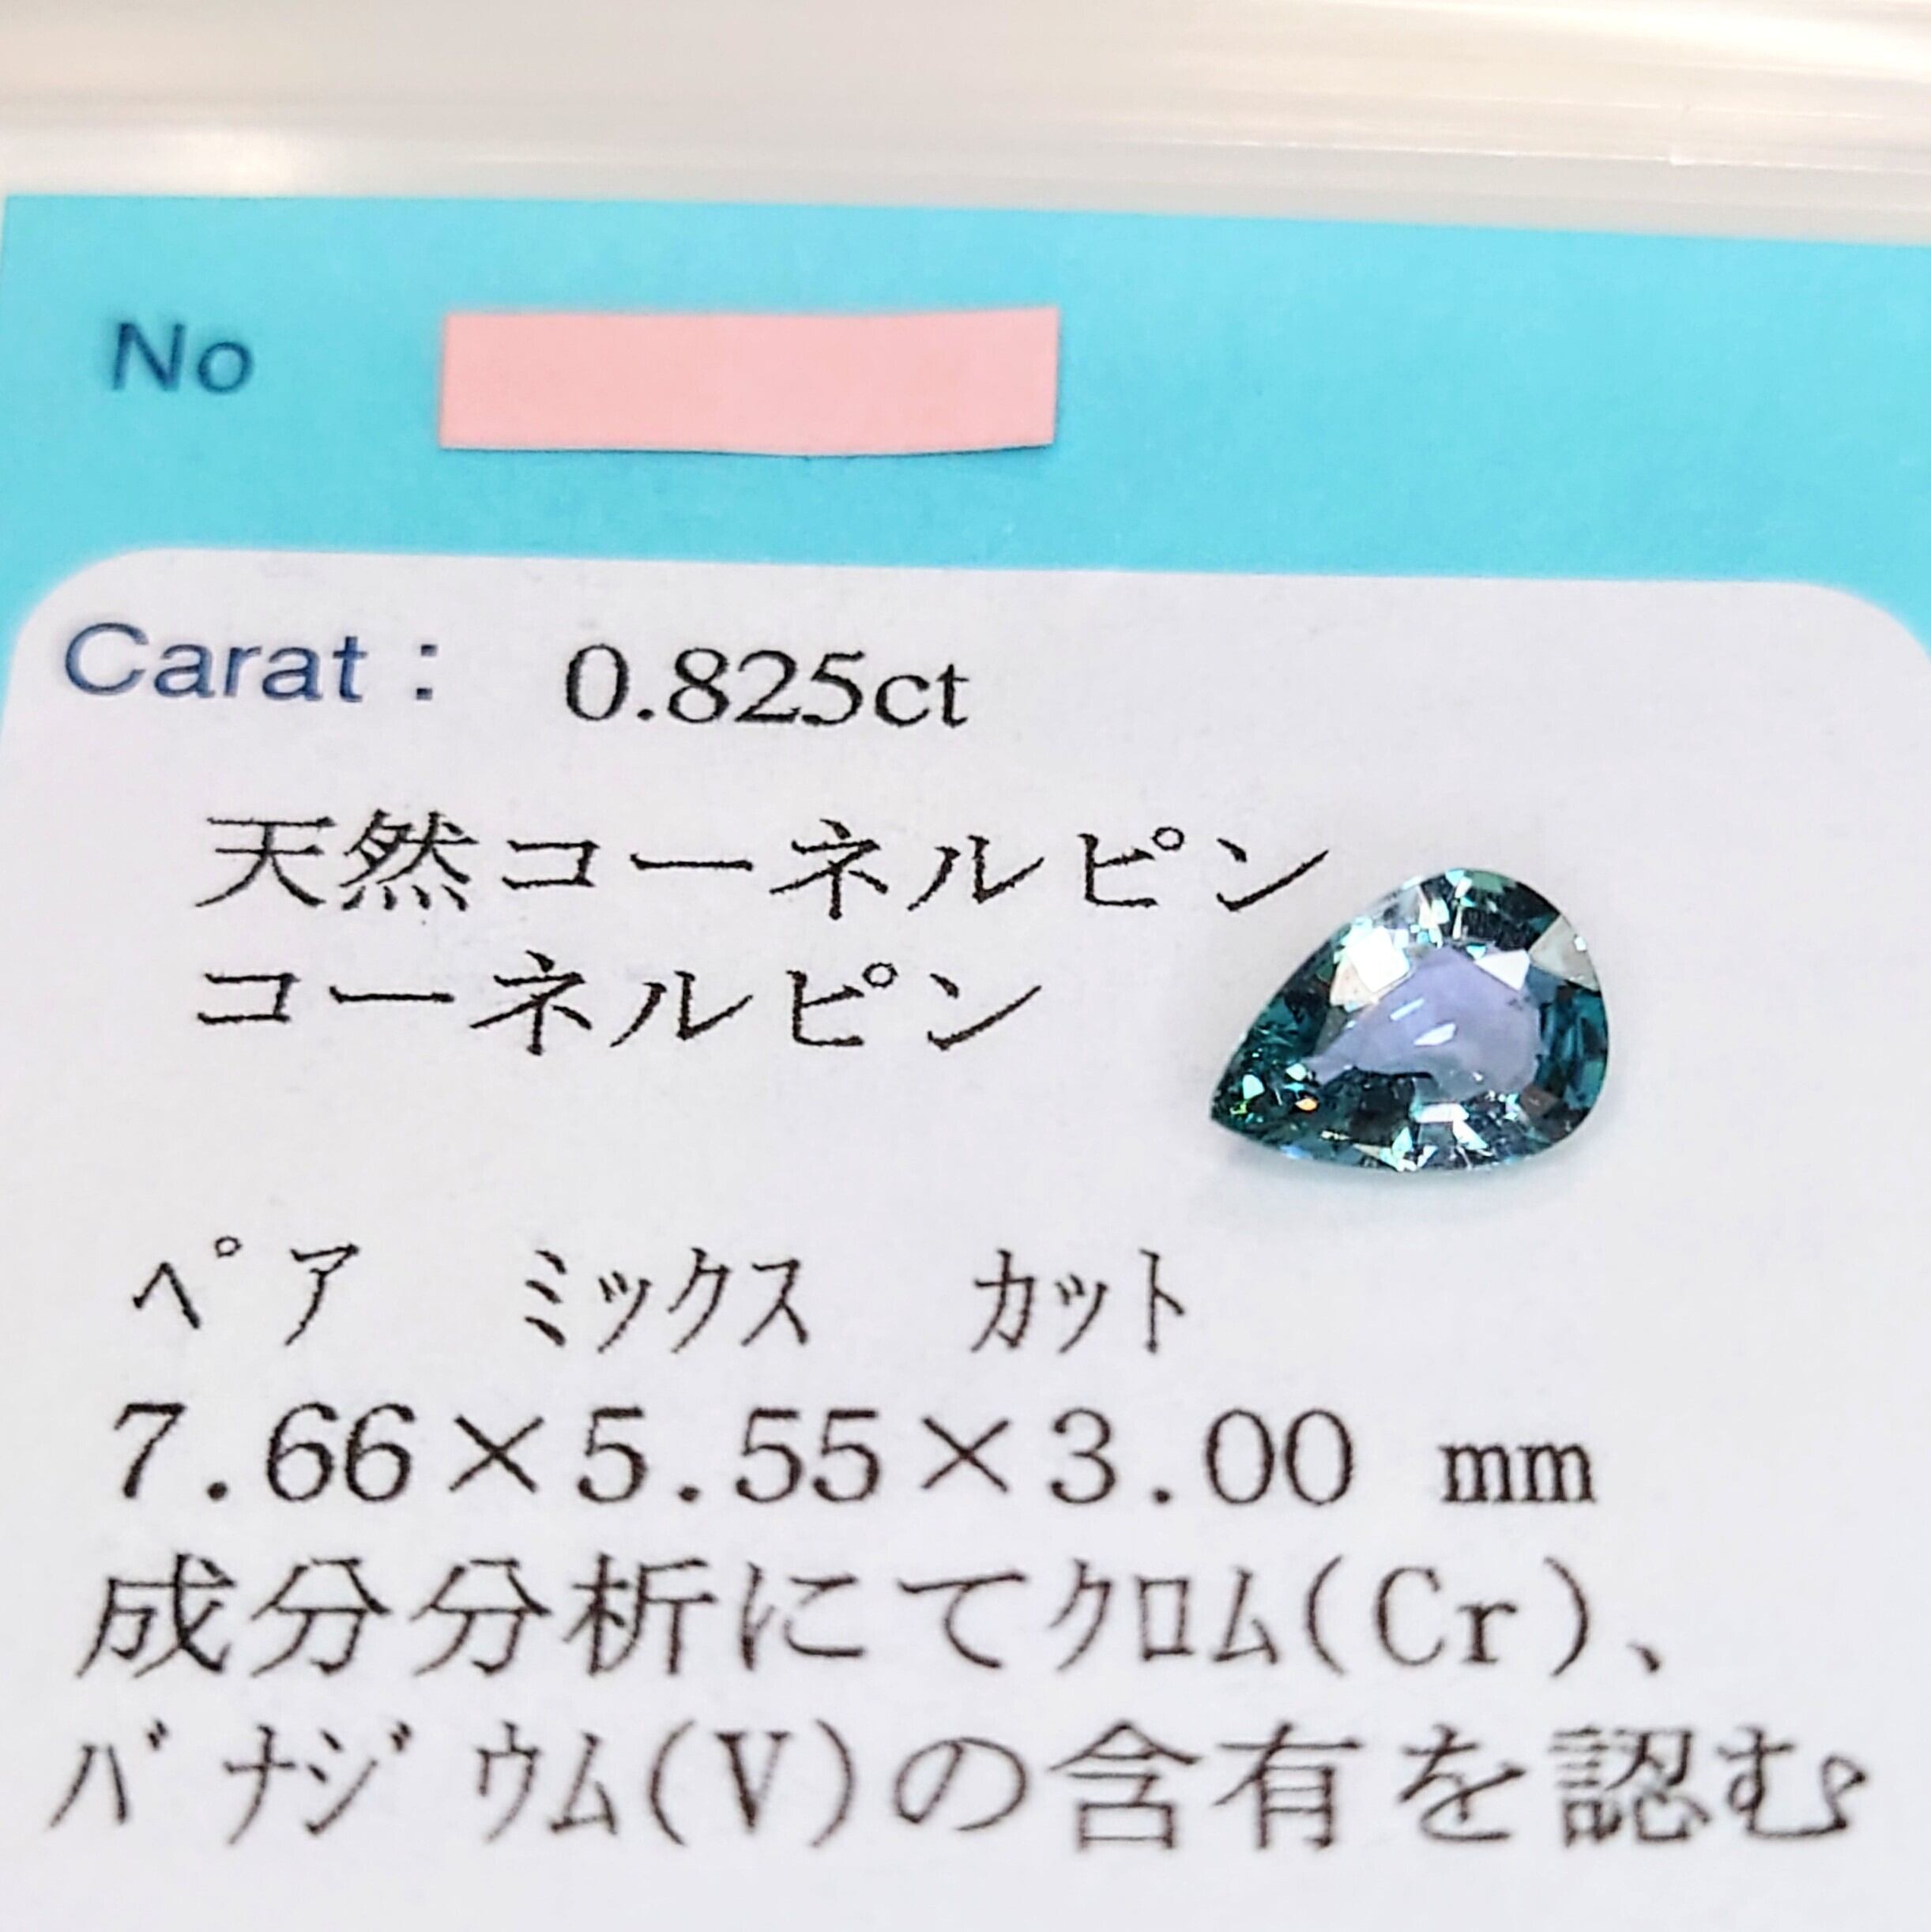 No
Carat : 0.825ct
天然コーネルピン
コーネルピン
ペア ミックス カット
7.66×5.55×3.00 mm
成分分析にてｸﾛﾑ(Cr)、
ﾊﾞﾅｼﾞｳﾑ(V)の含有を認む